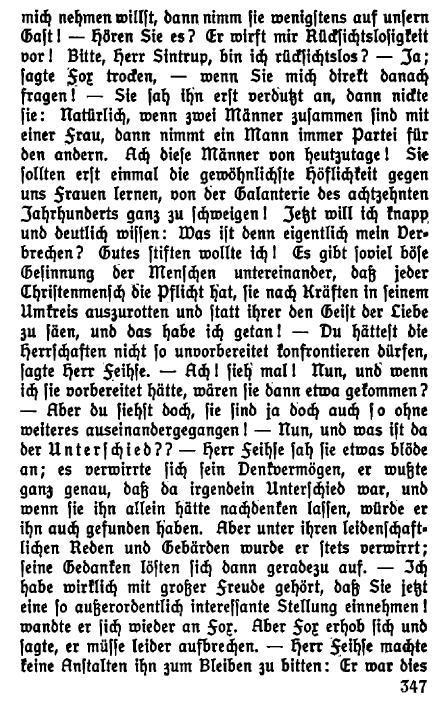 mich nehmen willst, dann nimm sie wenigstens auf unsern
Gast! — Hören Sie es? Er wirft mir Rücksichtslosigkeit
vor! Bitte, Herr Sintrup, bin ich rücksichtslos? — Ja;
sagte Fox trocken, — wenn Sie mich direkt danach
fragen! — Sie sah ihn erst verdutzt an, dann nickte
sie: Natürlich, wenn zwei Männer zusammen sind mit
einer Frau, dann nimmt ein Mann immer Partei für
den andern. Ach diese Männer von heutzutage! Sie
sollten erst einmal die gewöhnlichste Höflichkeit gegen
uns Frauen lernen, von der Galanterie des achtzehnten
Jahrhunderts ganz zu schweigen! Jetzt will ich knapp
und deutlich wissen: Was ist denn eigentlich mein Ver-
brechen? Gutes stiften wollte ich! Es gibt soviel böse
Gesinnung der Menschen untereinander, daß jeder
Christenmensch die Pflicht hat, sie nach Kräften in seinem
Umkreis auszurotten und statt ihrer den Geist der Liebe
zu säen, und das habe ich getan! — Du hättest die
Herrschaften nicht so unvorbereitet konfrontieren dürfen,
sagte Herr Feihse. — Ach! sieh mal! Nun, und wenn
ich sie vorbereitet hätte, wären sie dann etwa gekommen?
— Aber du siehst doch, sie sind ja doch auch so ohne
weiteres auseinandergegangen! — Nun, und was ist da
der Unterschied?? — Herr Feihse sah sie etwas blöde
an; es verwirrte sich sein Denkvermögen, er wußte
ganz genau, daß da irgendein Unterschied war, und
wenn sie ihn allein hätte nachdenken lassen, würde er
ihn auch gefunden haben. Aber unter ihren leidenschaft-
lichen Reden und Gebärden wurde er stets verwirrt;
seine Gedanken lösten sich dann geradezu auf. — Ich
habe wirklich mit großer Freude gehört, daß Sie jetzt
eine so außerordentlich interessante Stellung einnehmen!
wandte er sich wieder an Fox. Aber Fox erhob sich und
sagte, er müsse leider aufbrechen. — Herr Feihse machte
keine Anstalten ihn zum Bleiben zu bitten: Er war dies
347